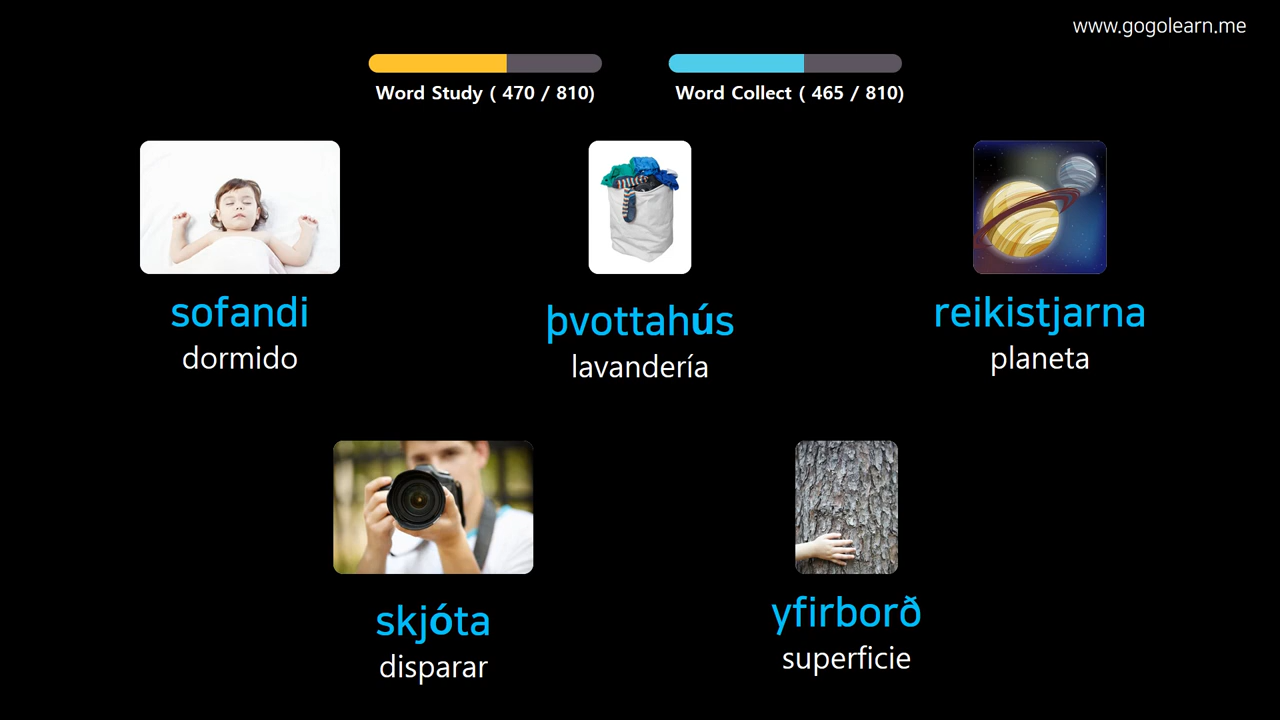 www.gogolearn.me
Word Study ( 470 / 810)
Word Collect ( 465 / 810)
sofandi
dormido
þvottahús
lavandería
reikistjarna
planeta
skjóta
disparar
yfirborð
superficie